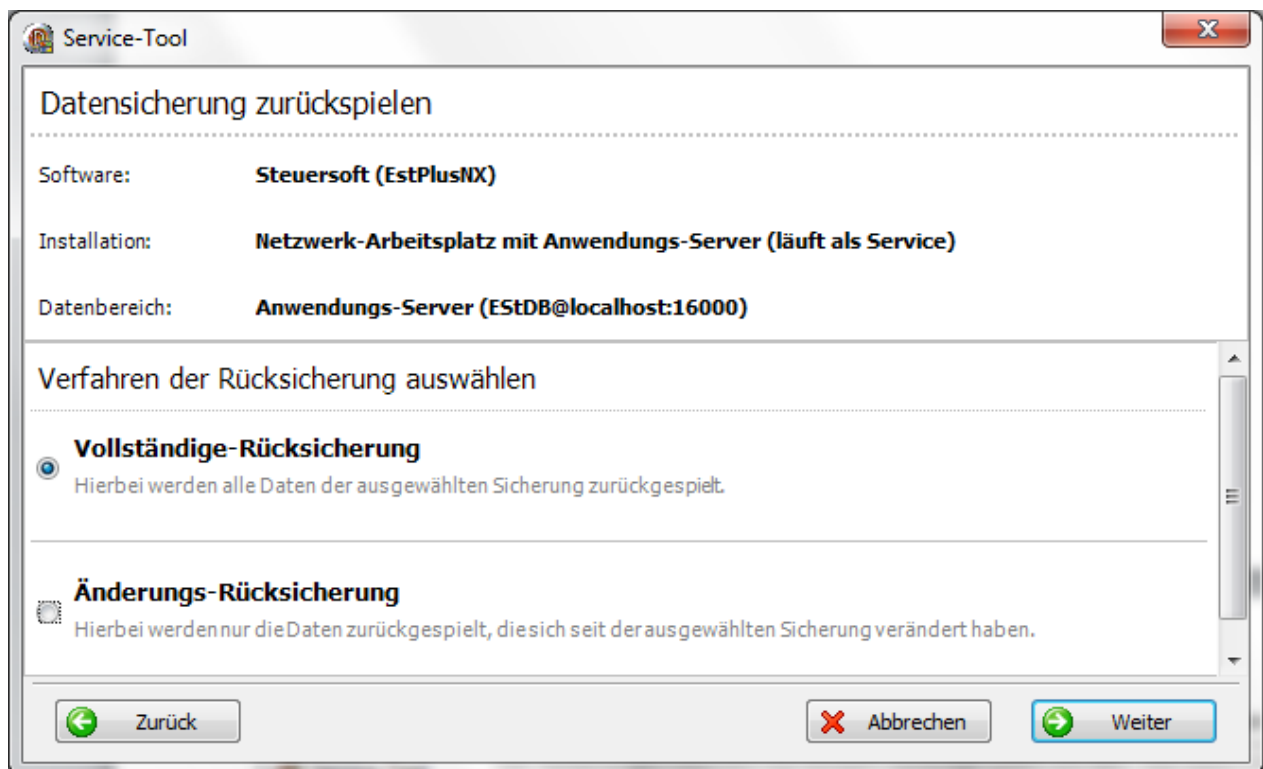 Service-Tool
Datensicherung zurückspielen
Software: Steuersoft (EstPlusNX)
Installation: Netzwerk-Arbeitsplatz mit Anwendungs-Server (läuft als Service)
Datenbereich: Anwendungs-Server (EStDB@localhost:16000)
Verfahren der Rücksicherung auswählen
Vollständige-Rücksicherung
Hierbei werden alle Daten der ausgewählten Sicherung zurückgespielt.
Änderungs-Rücksicherung
Hierbei werden nur die Daten zurückgespielt, die sich seit der ausgewählten Sicherung verändert haben.
Zurück Abbrechen Weiter